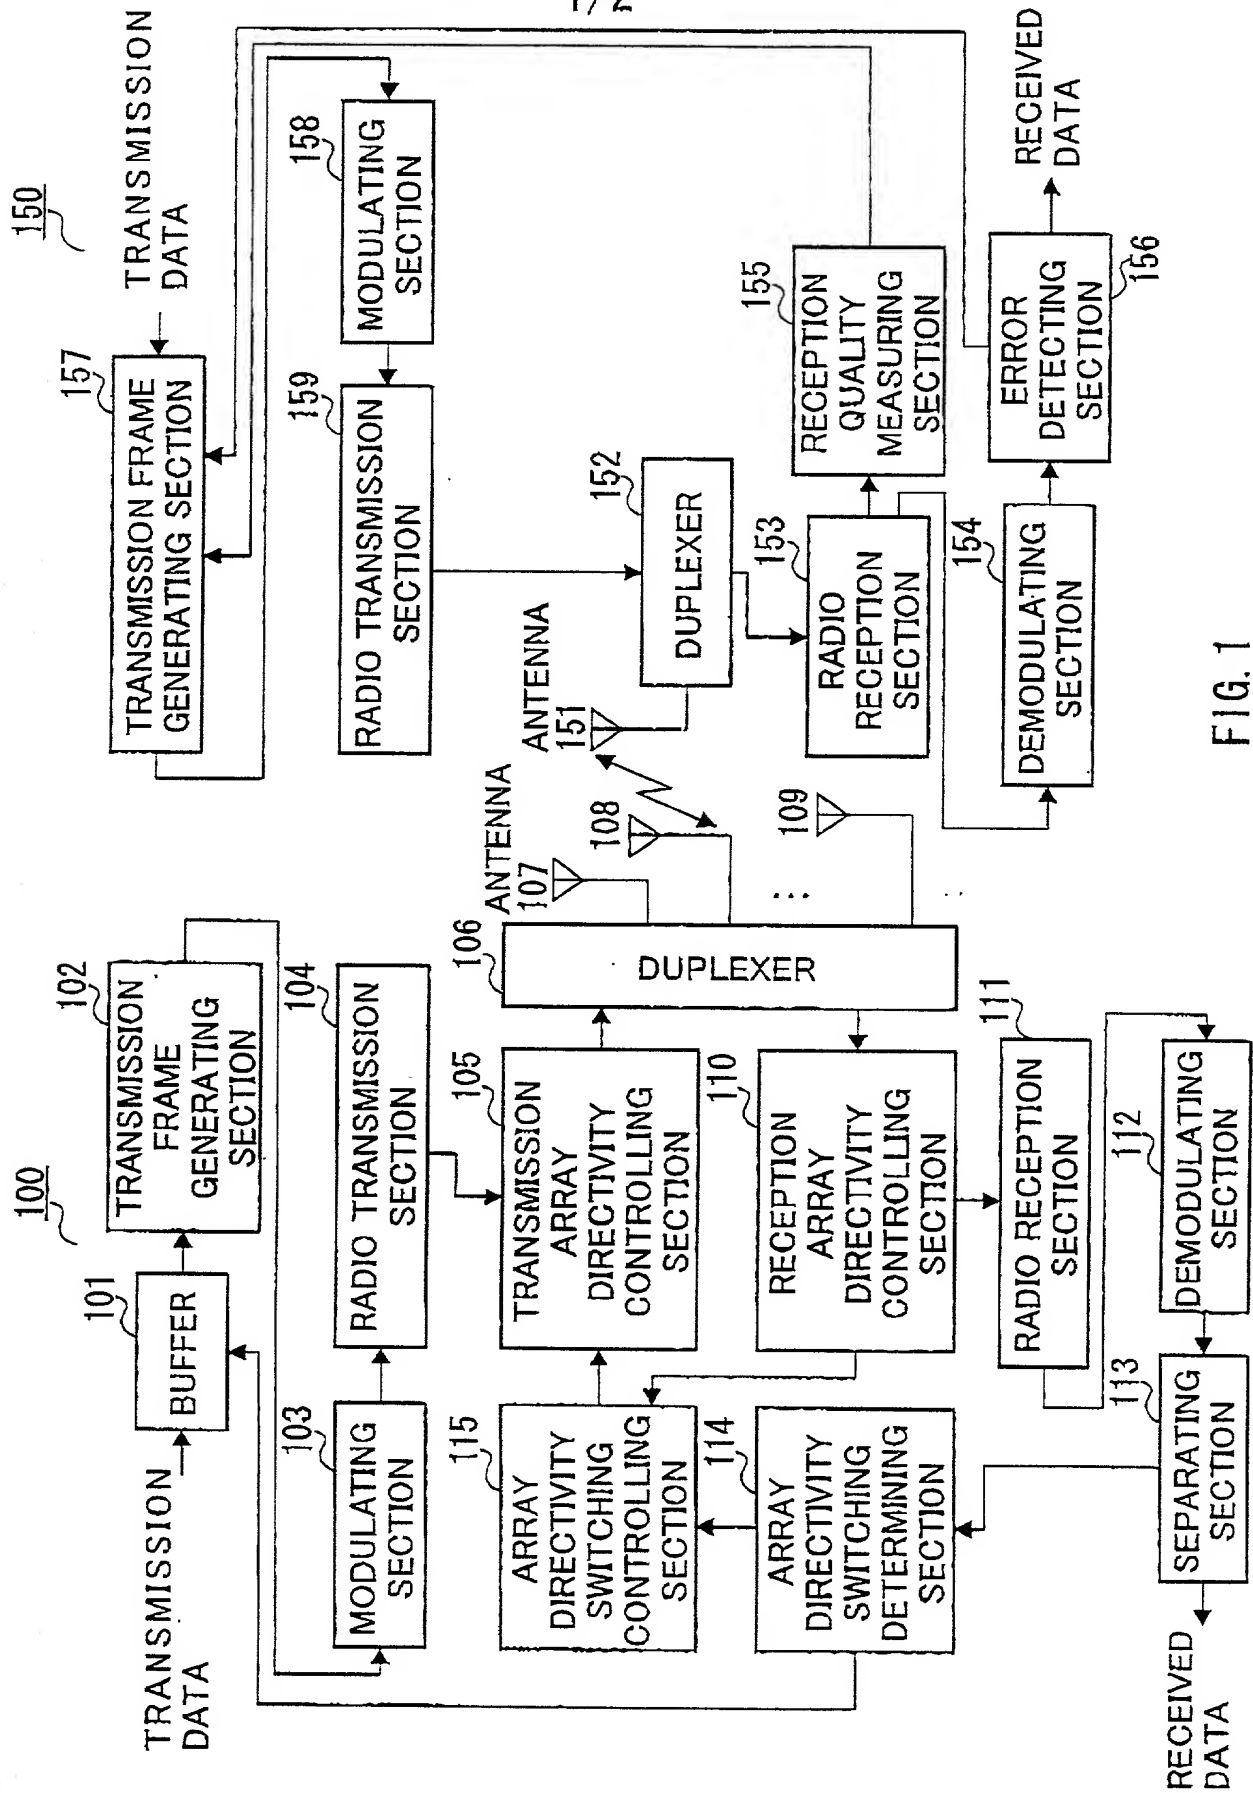 1/2
100
TRANSMISSION
DATA
101
BUFFER
102
TRANSMISSION
FRAME
GENERATING
SECTION
103
MODULATING
SECTION
104
RADIO TRANSMISSION
SECTION
115
ARRAY
DIRECTIVITY
SWITCHING
CONTROLLING
SECTION
105
TRANSMISSION
ARRAY
DIRECTIVITY
CONTROLLING
SECTION
106
DUPLEXER
ANTENNA
107
108
109
...
114
ARRAY
DIRECTIVITY
SWITCHING
DETERMINING
SECTION
110
RECEPTION
ARRAY
DIRECTIVITY
CONTROLLING
SECTION
111
RADIO RECEPTION
SECTION
112
DEMODULATING
SECTION
113
SEPARATING
SECTION
RECEIVED
DATA
150
TRANSMISSION
DATA
157
TRANSMISSION FRAME
GENERATING SECTION
158
MODULATING
SECTION
159
RADIO TRANSMISSION
SECTION
ANTENNA
151
152
DUPLEXER
153
RADIO
RECEPTION
SECTION
155
RECEPTION
QUALITY
MEASURING
SECTION
154
DEMODULATING
SECTION
ERROR
DETECTING
SECTION
156
RECEIVED
DATA
FIG. 1